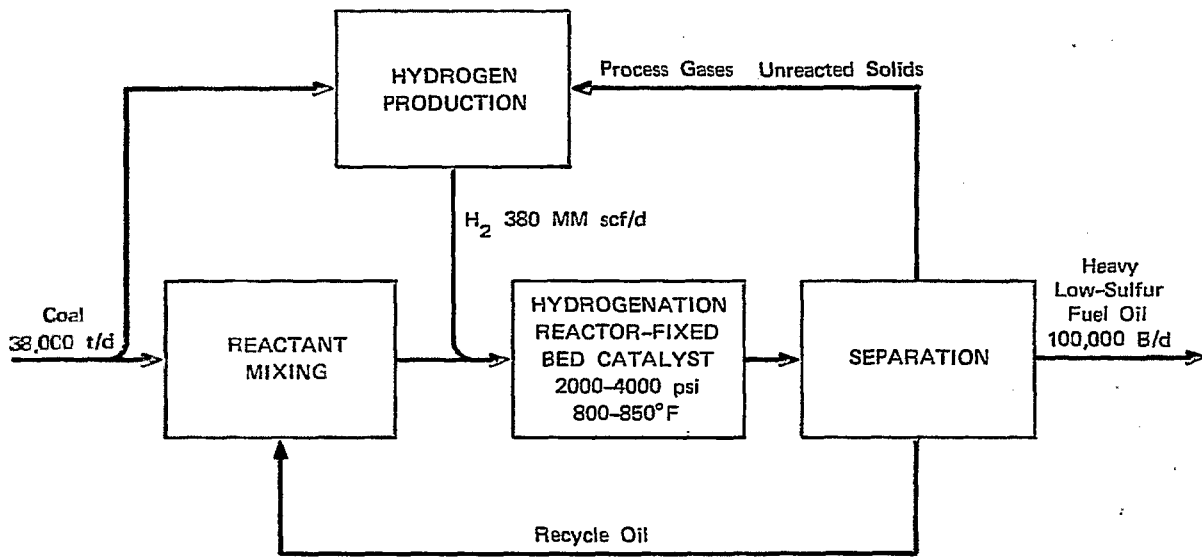 HYDROGEN
PRODUCTION
Process Gases Unreacted Solids
H2 380 MM scf/d
Coal
38,000 t/d
REACTANT
MIXING
HYDROGENATION
REACTOR-FIXED
BED CATALYST
2000-4000 psi
800-850°F
SEPARATION
Heavy
Low-Sulfur
Fuel Oil
100,000 B/d
Recycle Oil